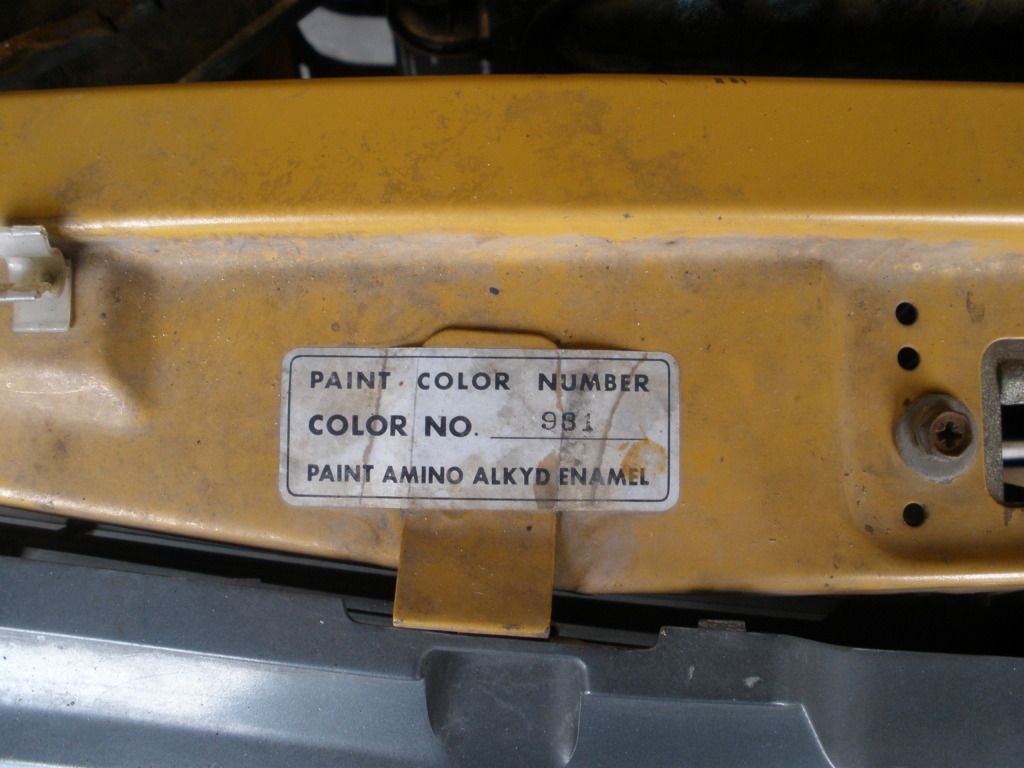 PAINT COLOR NUMBER
COLOR NO. 981
PAINT AMINO ALKYD ENAMEL